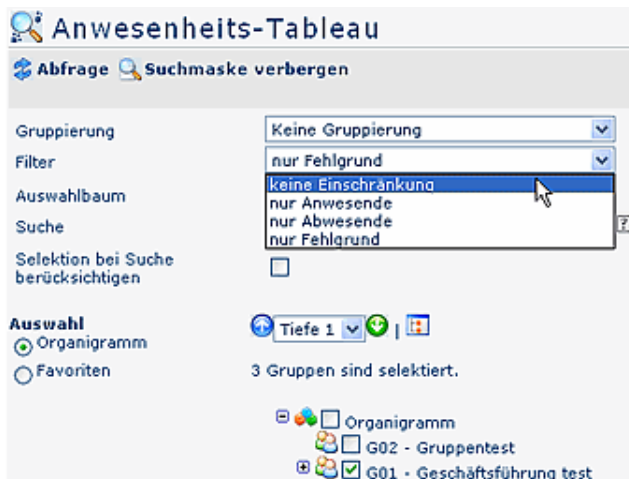 Anwesenheits-Tableau
Abfrage Suchmaske verbergen
Gruppierung Keine Gruppierung
Filter nur Fehlgrund
keine Einschränkung
Auswahlbaum nur Anwesende
nur Abwesende
Suche nur Fehlgrund ?
Selektion bei Suche
berücksichtigen
Auswahl Tiefe 1 |
Organigramm
Favoriten 3 Gruppen sind selektiert.
Organigramm
G02 - Gruppentest
G01 - Geschäftsführung test